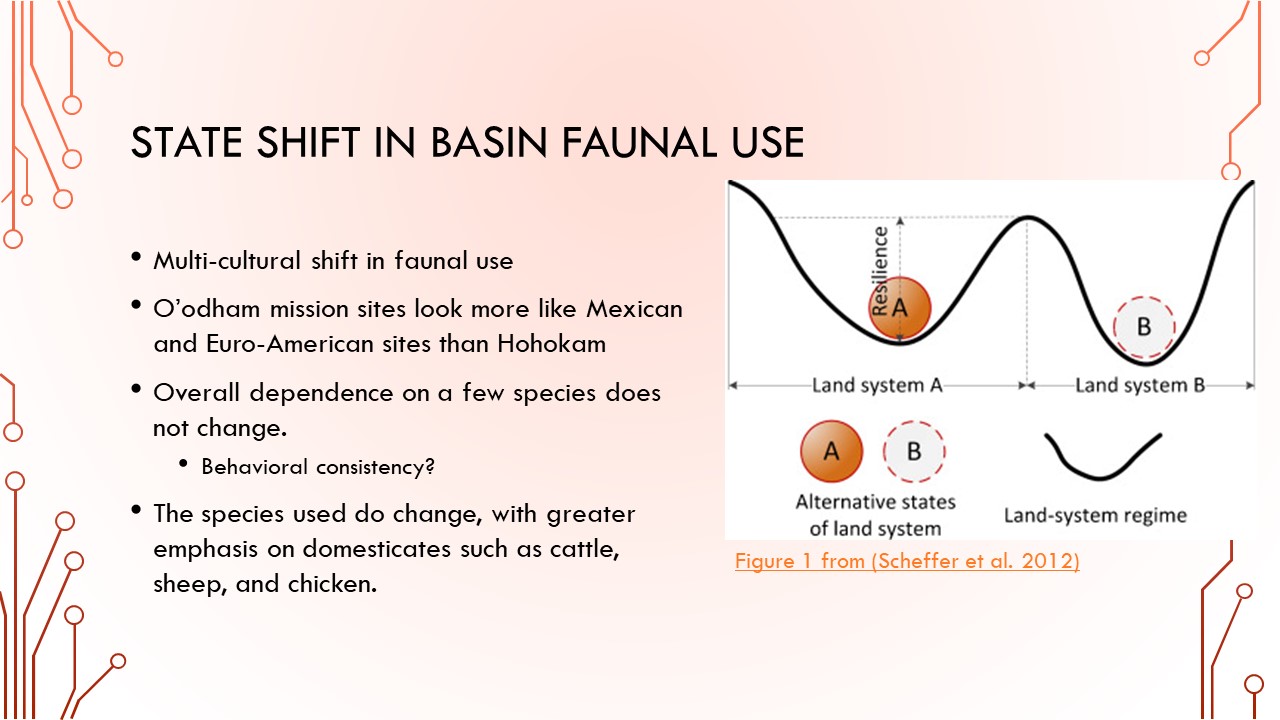 STATE SHIFT IN BASIN FAUNAL USE
• Multi-cultural shift in faunal use
• O’odham mission sites look more like Mexican
and Euro-American sites than Hohokam
• Overall dependence on a few species does
not change.
• Behavioral consistency?
• The species used do change, with greater
emphasis on domesticates such as cattle,
sheep, and chicken.
Resilience
A
B
Land system A
Land system B
A
B
Alternative states
of land system
Land-system regime
Figure 1 from (Scheffer et al. 2012)